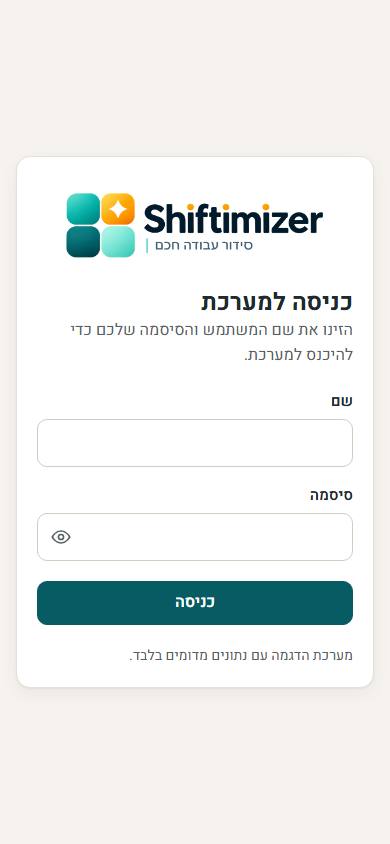 Shiftimizer
סידור עבודה חכם
כניסה למערכת
הזינו את שם המשתמש והסיסמה שלכם כדי
להיכנס למערכת.
שם
סיסמה
כניסה
מערכת הדגמה עם נתונים מדומים בלבד.